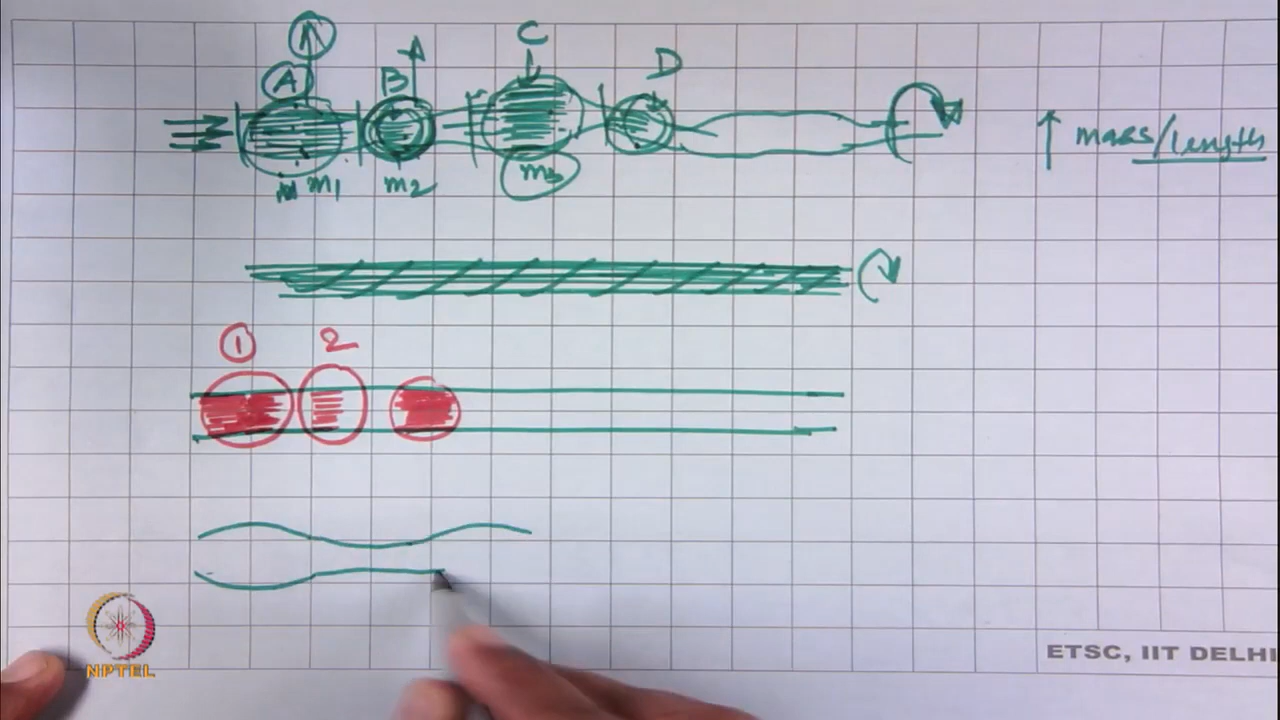 A B C D
m₁ m₂ m₃
↑ mass/length
1 2
NPTEL
ETSC, IIT DELHI